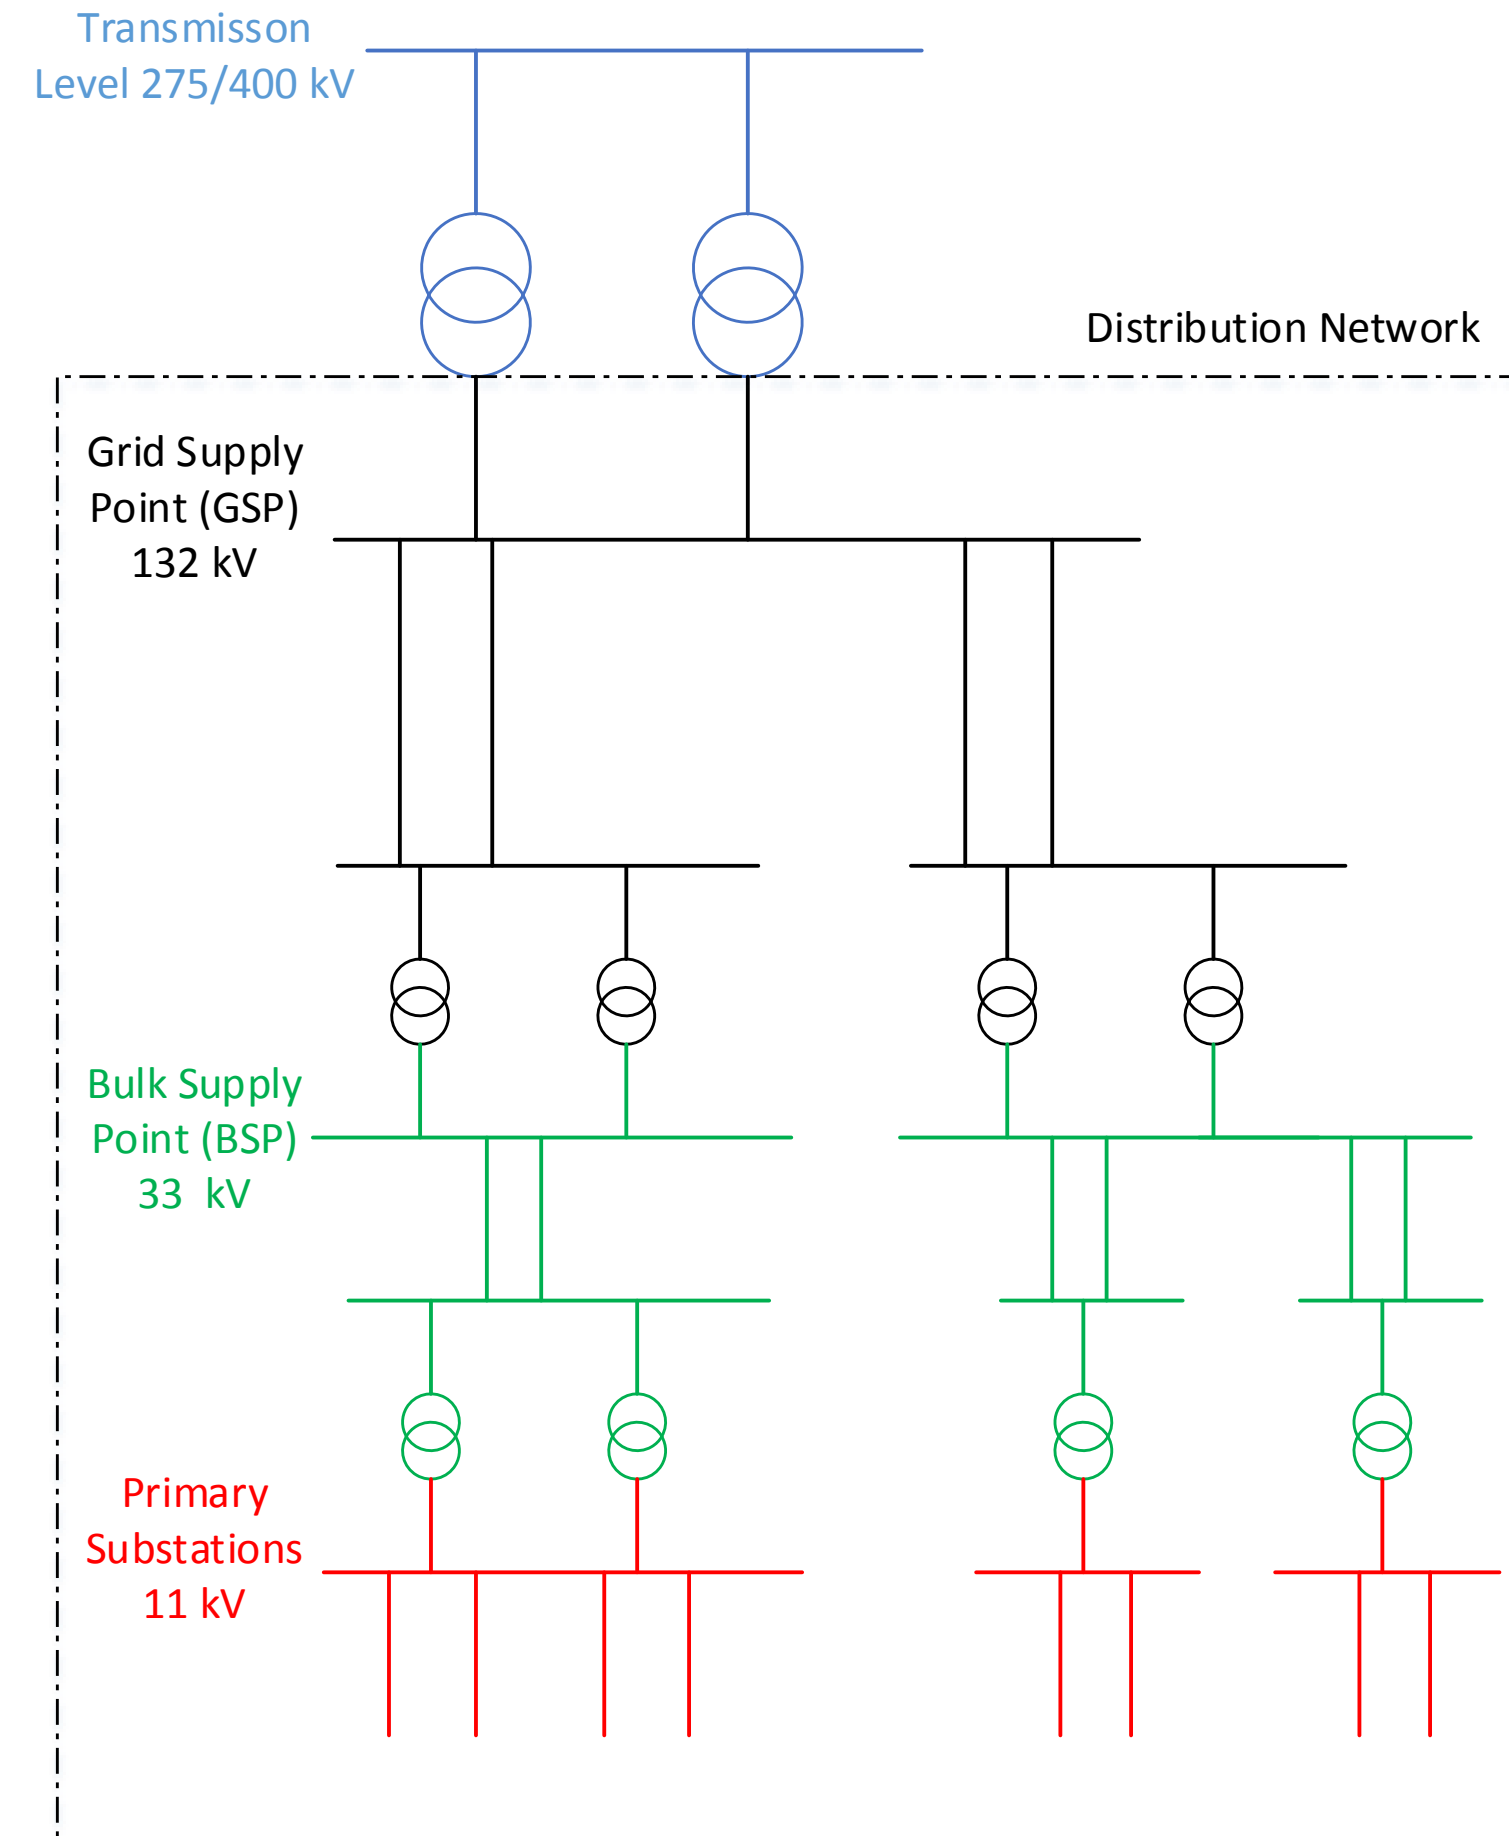 Transmisson
Level 275/400 kV
Distribution Network
Grid Supply
Point (GSP)
132 kV
Bulk Supply
Point (BSP)
33  kV
Primary
Substations
11 kV